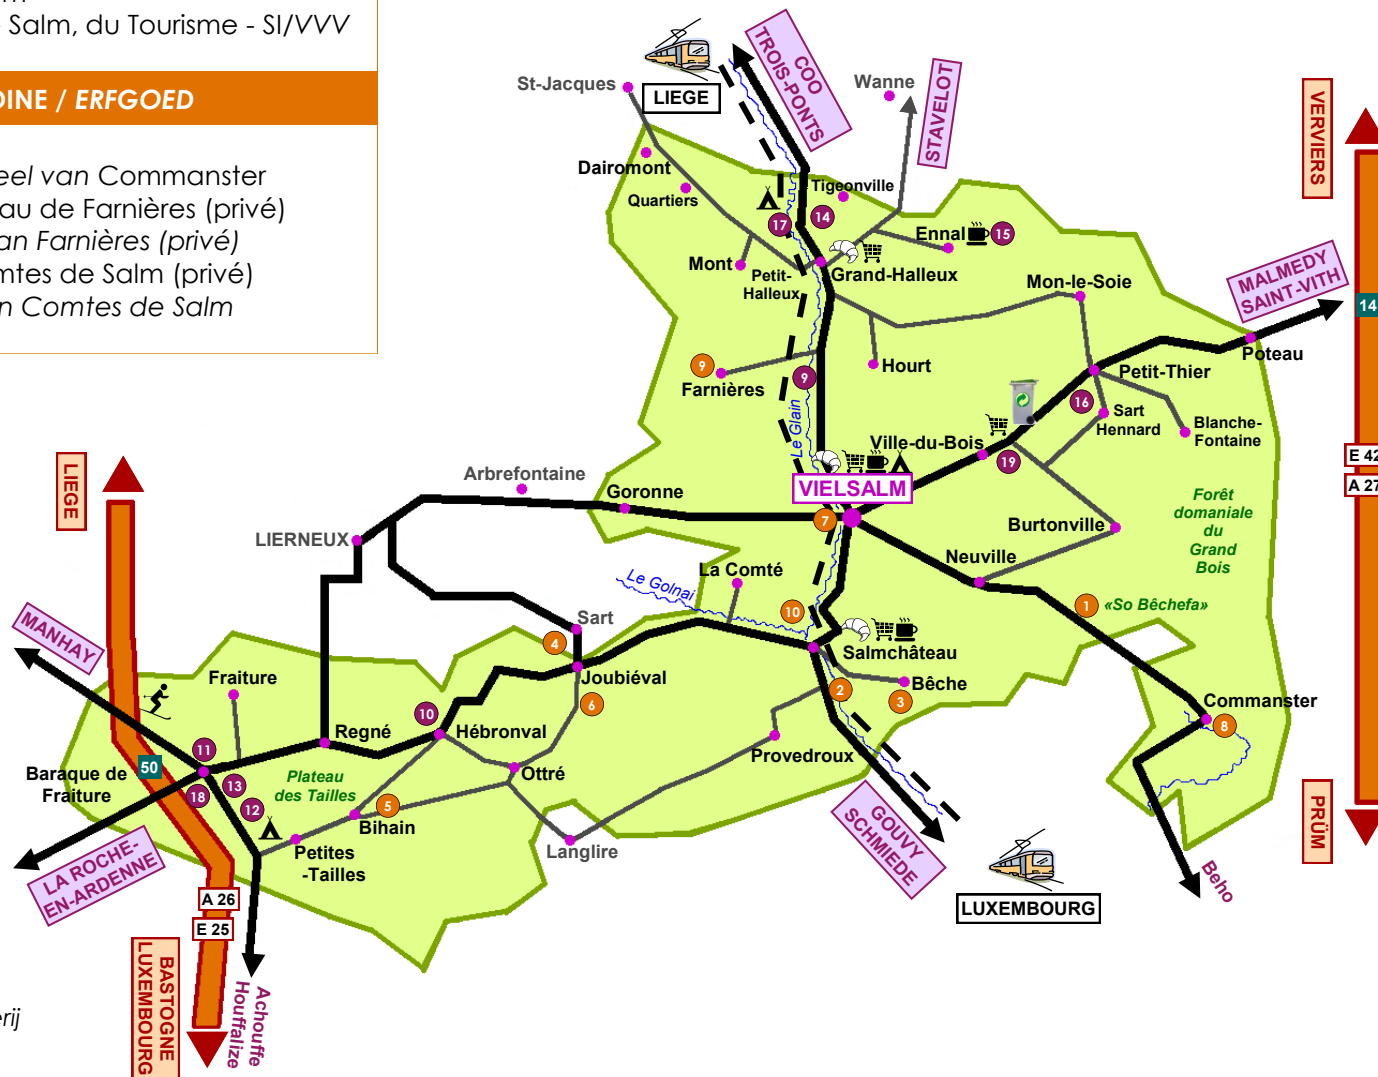 Salm, du Tourisme - SI/VVV
OINE / ERFGOED
eel van Commanster
au de Farnières (privé)
an Farnières (privé)
mtes de Salm (privé)
n Comtes de Salm
erij
LIEGE
COO
TROIS-PONTS
St-Jacques
Wanne
STAVELOT
VERVIERS
Dairomont
Quartiers
Tigeonville
17
14
Ennal
15
Mont
Petit-
Halleux
Grand-Halleux
Mon-le-Soie
MALMEDY
SAINT-VITH
14
Poteau
9
Farnières
9
Hourt
Petit-Thier
16
Sart
Hennard
Blanche-
Fontaine
Le Glain
Ville-du-Bois
19
E 42
A 27
LIEGE
Arbrefontaine
Goronne
VIELSALM
7
Forêt
domaniale
du
Grand
Bois
LIERNEUX
Burtonville
Neuville
La Comté
Le Golnai
10
1
«So Bêchefa»
Sart
4
Salmchâteau
MANHAY
Fraiture
Joubiéval
6
2
Bêche
3
Commanster
8
10
Regné
Hébronval
Provedroux
11
50
13
Baraque de
Fraiture
18
12
Plateau
des Tailles
Ottré
5
Bihain
Petites
-Tailles
Langlire
GOUVY
SCHMIEDE
PRÜM
LA ROCHE-
EN-ARDENNE
A 26
E 25
LUXEMBOURG
Beho
BASTOGNE
LUXEMBOURG
Achouffe
Houffalize